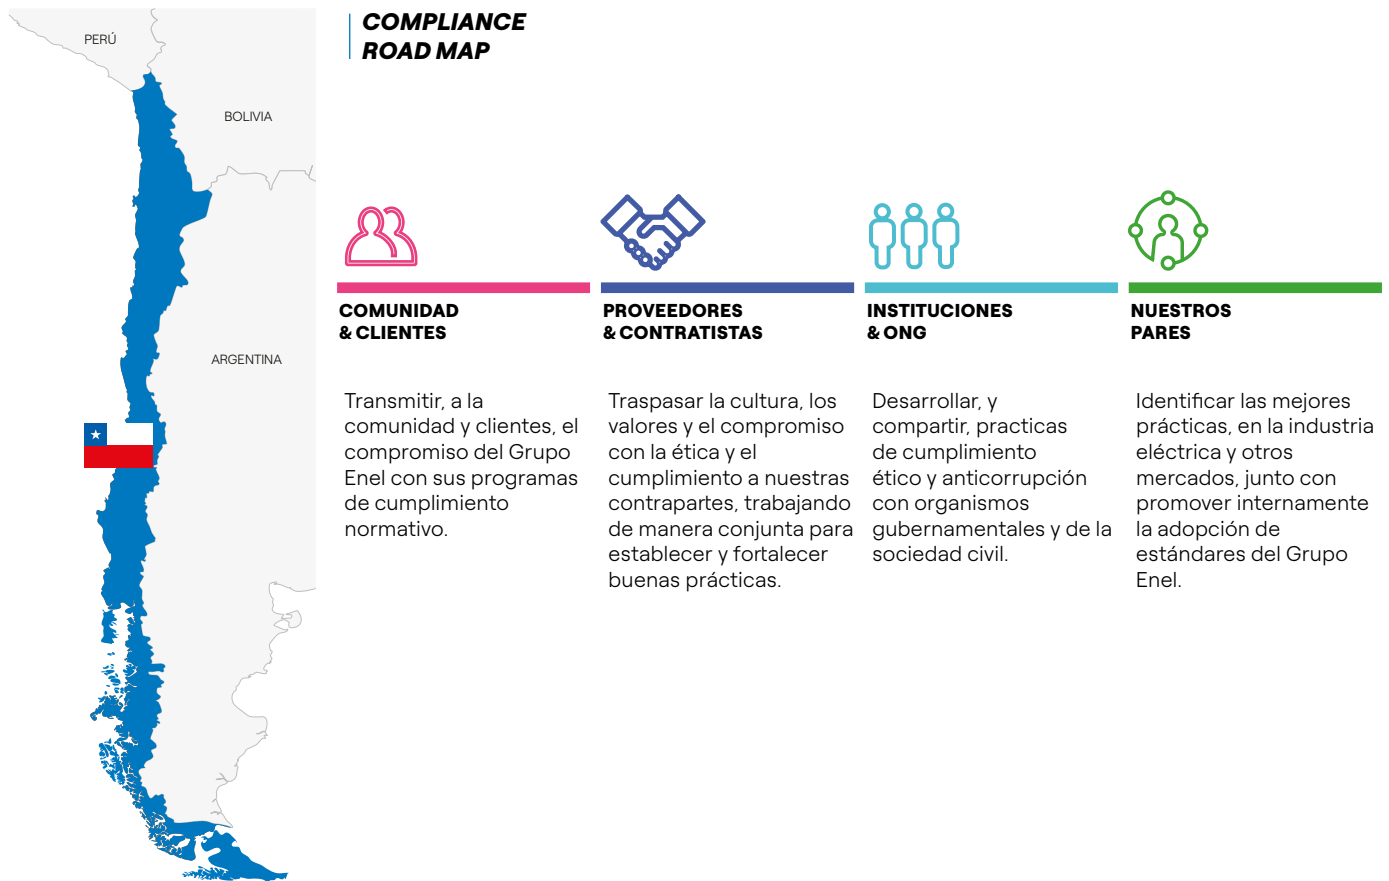 PERÚ
BOLIVIA
ARGENTINA
COMPLIANCE
ROAD MAP
COMUNIDAD
& CLIENTES
Transmitir, a la
comunidad y clientes, el
compromiso del Grupo
Enel con sus programas
de cumplimiento
normativo.
PROVEEDORES
& CONTRATISTAS
Traspasar la cultura, los
valores y el compromiso
con la ética y el
cumplimiento a nuestras
contrapartes, trabajando
de manera conjunta para
establecer y fortalecer
buenas prácticas.
INSTITUCIONES
& ONG
Desarrollar, y
compartir, practicas
de cumplimiento
ético y anticorrupción
con organismos
gubernamentales y de la
sociedad civil.
NUESTROS
PARES
Identificar las mejores
prácticas, en la industria
eléctrica y otros
mercados, junto con
promover internamente
la adopción de
estándares del Grupo
Enel.